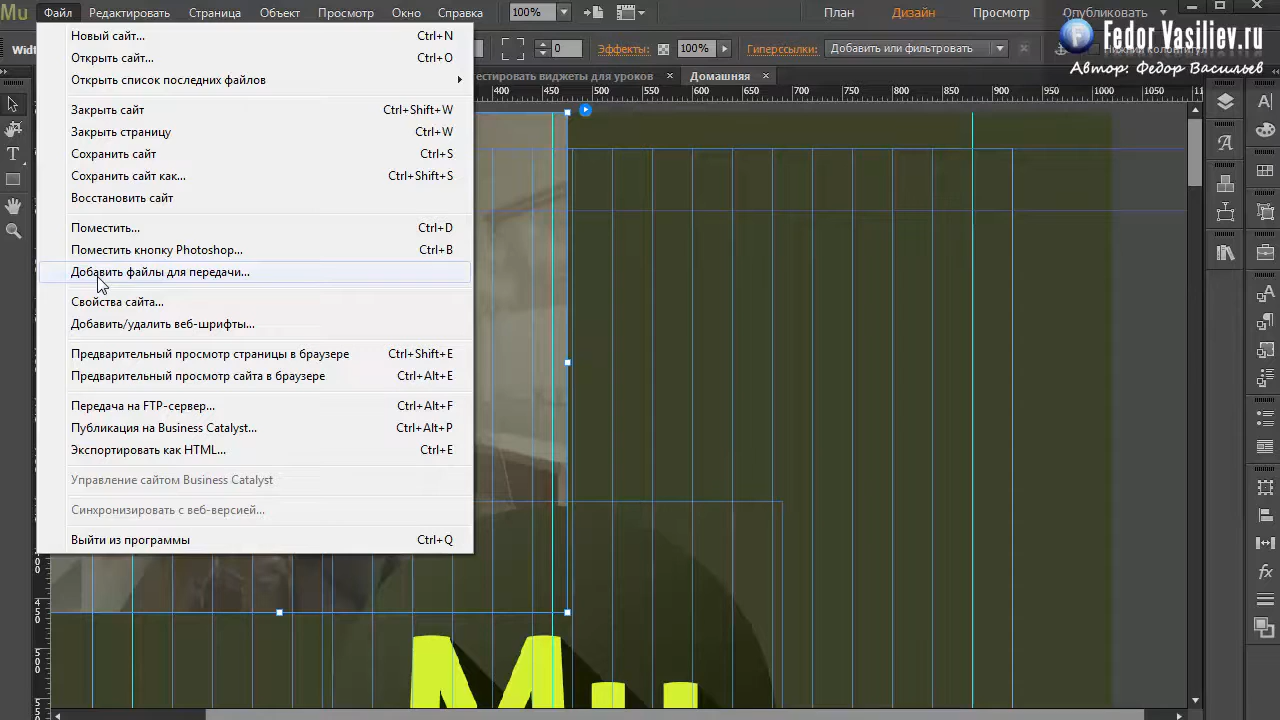 Mu Файл Редактировать Страница Объект Просмотр Окно Справка 100% План Дизайн Просмотр Опубликовать
0 Эффекты: 100% Гиперссылки: Добавить или фильтровать Нижний колонтитул
Fedor Vasiliev.ru
Автор: Федор Васильев
тестировать виджеты для уроков × Домашняя ×
400 450 500 550 600 650 700 750 800 850 900 950 1000 1050
Новый сайт... Ctrl+N
Открыть сайт... Ctrl+O
Открыть список последних файлов
Закрыть сайт Ctrl+Shift+W
Закрыть страницу Ctrl+W
Сохранить сайт Ctrl+S
Сохранить сайт как... Ctrl+Shift+S
Восстановить сайт
Поместить... Ctrl+D
Поместить кнопку Photoshop... Ctrl+B
Добавить файлы для передачи...
Свойства сайта...
Добавить/удалить веб-шрифты...
Предварительный просмотр страницы в браузере Ctrl+Shift+E
Предварительный просмотр сайта в браузере Ctrl+Alt+E
Передача на FTP-сервер... Ctrl+Alt+F
Публикация на Business Catalyst... Ctrl+Alt+P
Экспортировать как HTML... Ctrl+E
Управление сайтом Business Catalyst
Синхронизировать с веб-версией...
Выйти из программы Ctrl+Q